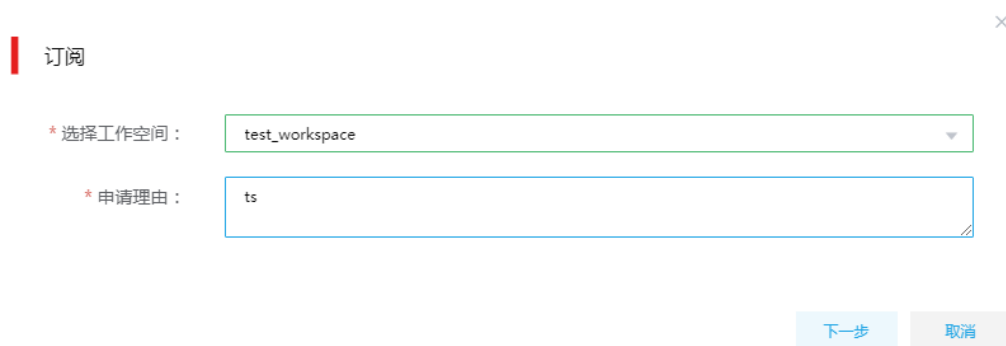 订阅
* 选择工作空间： test_workspace
* 申请理由： ts
下一步 取消